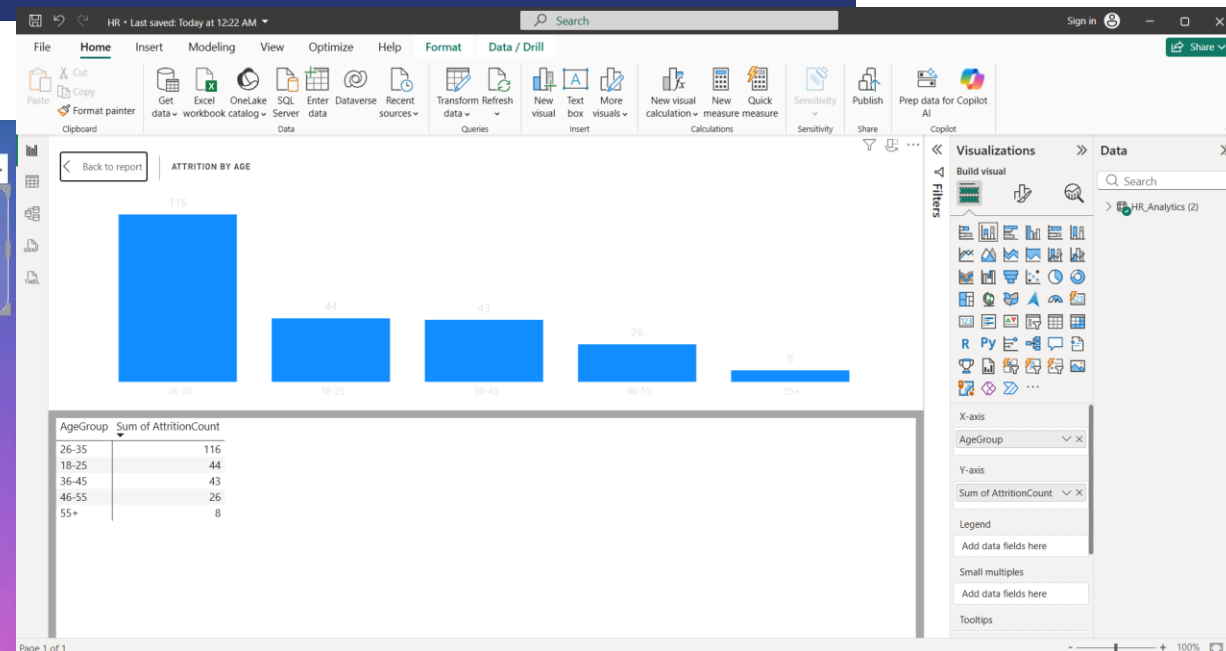 HR • Last saved: Today at 12:22 AM
Search
Sign in
File Home Insert Modeling View Optimize Help Format Data / Drill
Share
Paste
Cut
Copy
Format painter
Clipboard
Get data
Excel workbook
OneLake catalog
SQL Server
Enter data
Dataverse
Recent sources
Data
Transform data
Refresh
Queries
New visual
Text box
More visuals
Insert
New visual calculation
New measure
Quick measure
Calculations
Sensitivity
Sensitivity
Publish
Share
Prep data for AI
Copilot
Copilot
Back to report
ATTRITION BY AGE
116
44
43
26
8
26-35 18-25 36-45 46-55 55+
AgeGroup Sum of AttritionCount
26-35 116
18-25 44
36-45 43
46-55 26
55+ 8
Filters
Visualizations
Build visual
R Py
X-axis
AgeGroup
Y-axis
Sum of AttritionCount
Legend
Add data fields here
Small multiples
Add data fields here
Tooltips
Data
Search
HR_Analytics (2)
Page 1 of 1
- + 100%